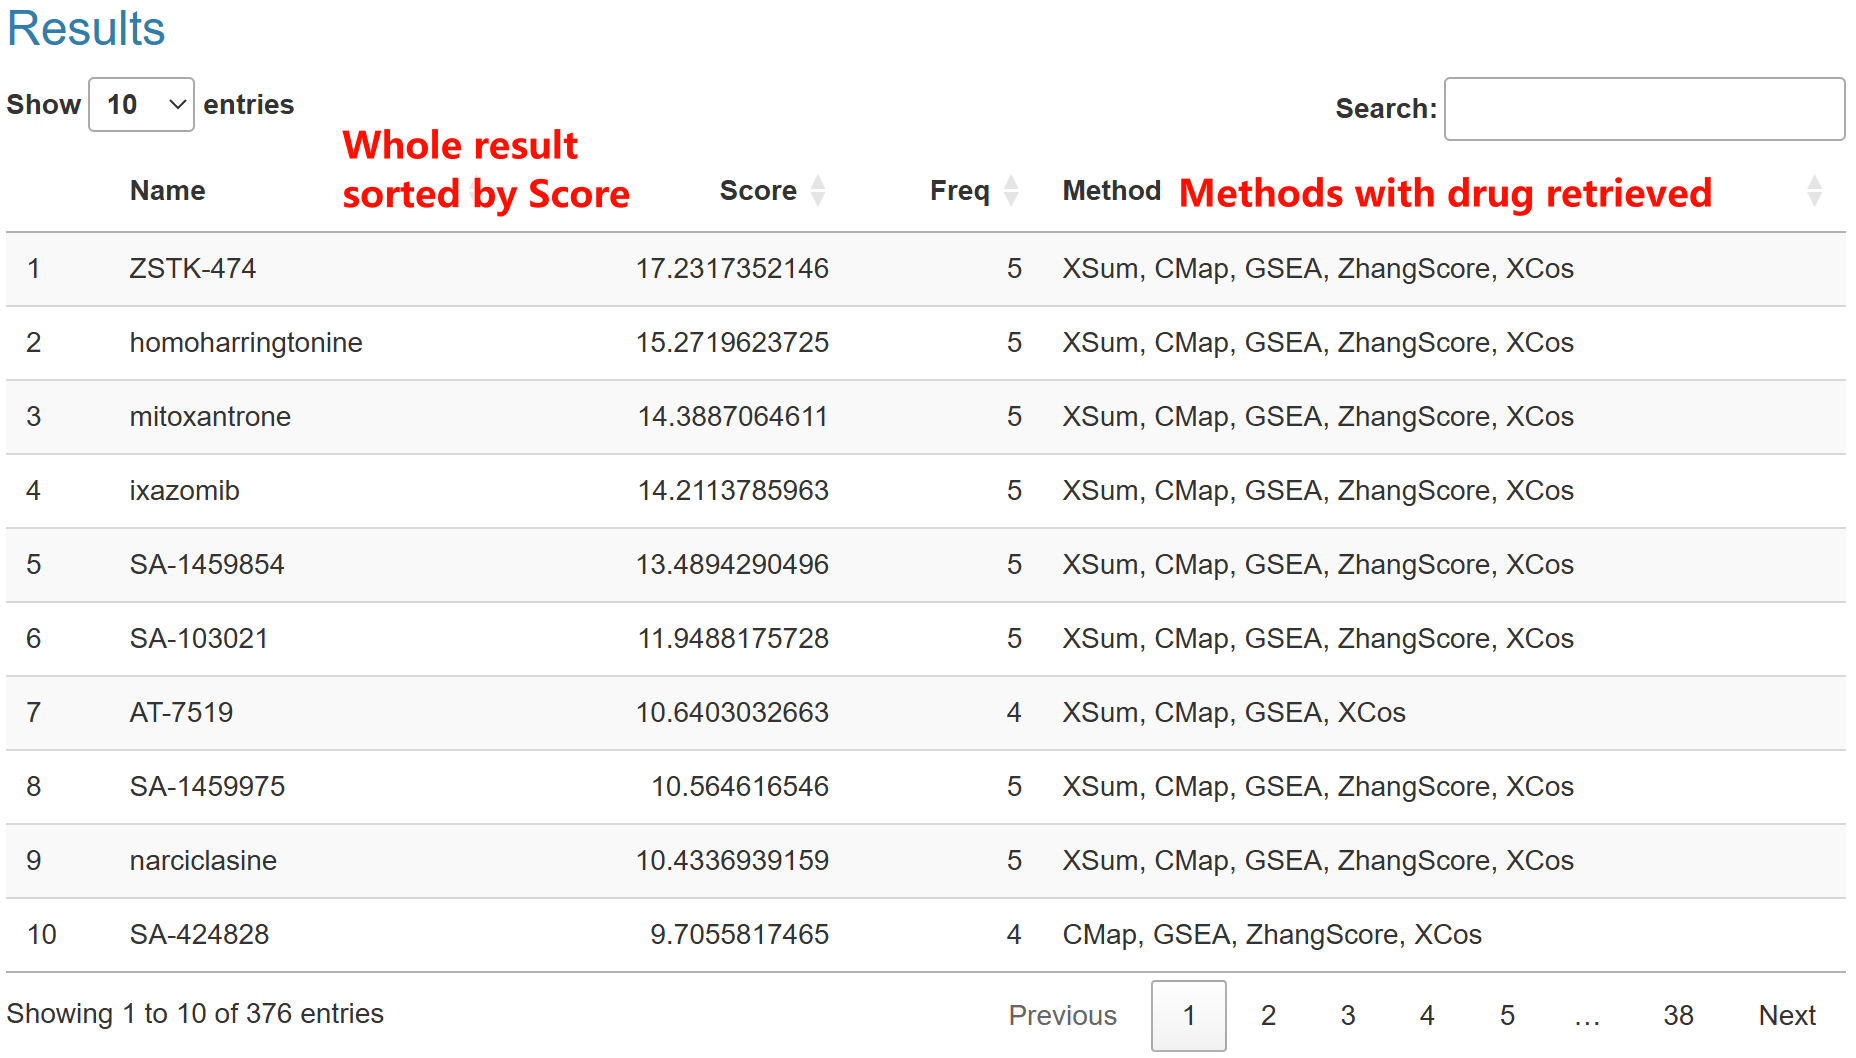 Results
Show 10 entries Search:
Whole result
sorted by Score
Name Score Freq Method Methods with drug retrieved
1 ZSTK-474 17.2317352146 5 XSum, CMap, GSEA, ZhangScore, XCos
2 homoharringtonine 15.2719623725 5 XSum, CMap, GSEA, ZhangScore, XCos
3 mitoxantrone 14.3887064611 5 XSum, CMap, GSEA, ZhangScore, XCos
4 ixazomib 14.2113785963 5 XSum, CMap, GSEA, ZhangScore, XCos
5 SA-1459854 13.4894290496 5 XSum, CMap, GSEA, ZhangScore, XCos
6 SA-103021 11.9488175728 5 XSum, CMap, GSEA, ZhangScore, XCos
7 AT-7519 10.6403032663 4 XSum, CMap, GSEA, XCos
8 SA-1459975 10.564616546 5 XSum, CMap, GSEA, ZhangScore, XCos
9 narciclasine 10.4336939159 5 XSum, CMap, GSEA, ZhangScore, XCos
10 SA-424828 9.7055817465 4 CMap, GSEA, ZhangScore, XCos
Showing 1 to 10 of 376 entries Previous 1 2 3 4 5 … 38 Next